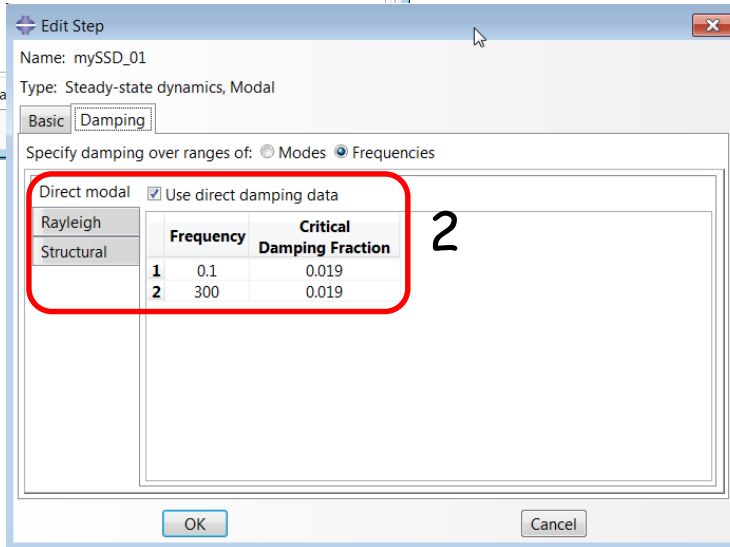 Edit Step
Name: mySSD_01
Type: Steady-state dynamics, Modal
a
Basic Damping
Specify damping over ranges of: Modes Frequencies
Direct modal Use direct damping data
Rayleigh
Structural
Frequency Critical Damping Fraction
1 0.1 0.019
2 300 0.019
2
OK Cancel